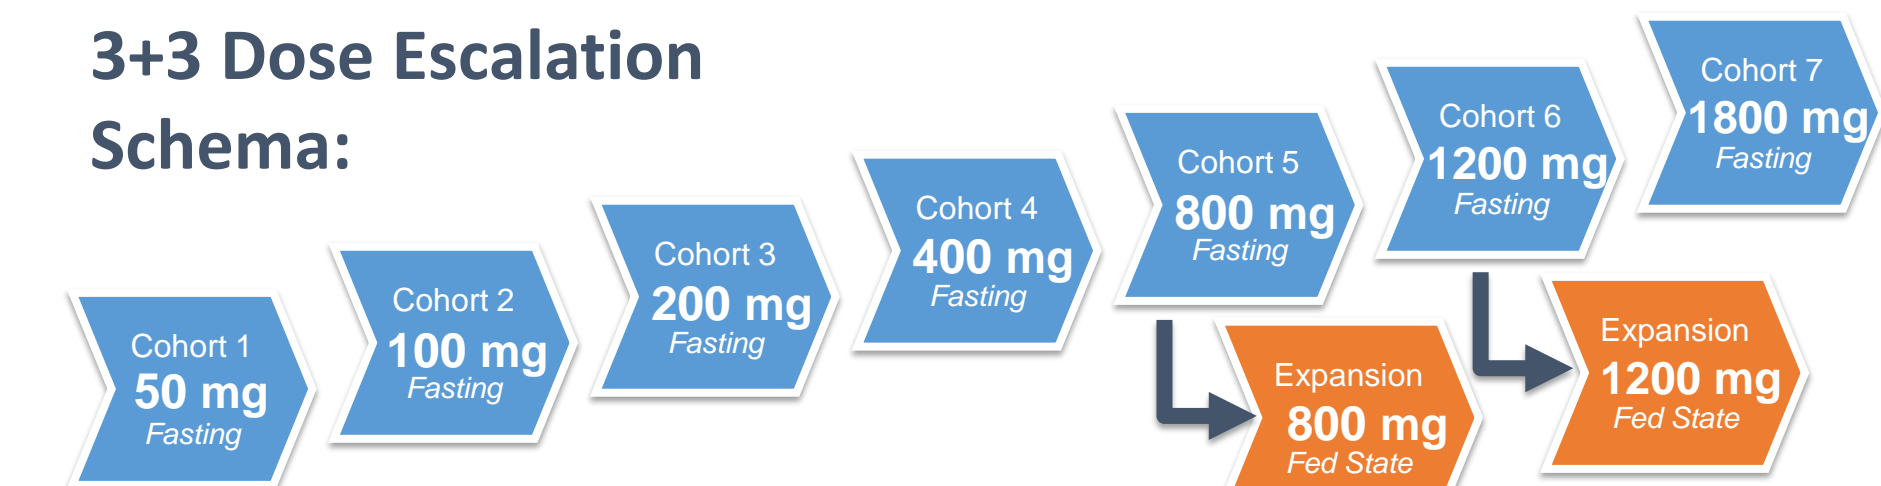 3+3 Dose Escalation
Schema:
Cohort 1
50 mg
Fasting
Cohort 2
100 mg
Fasting
Cohort 3
200 mg
Fasting
Cohort 4
400 mg
Fasting
Cohort 5
800 mg
Fasting
Cohort 6
1200 mg
Fasting
Cohort 7
1800 mg
Fasting
Expansion
800 mg
Fed State
Expansion
1200 mg
Fed State